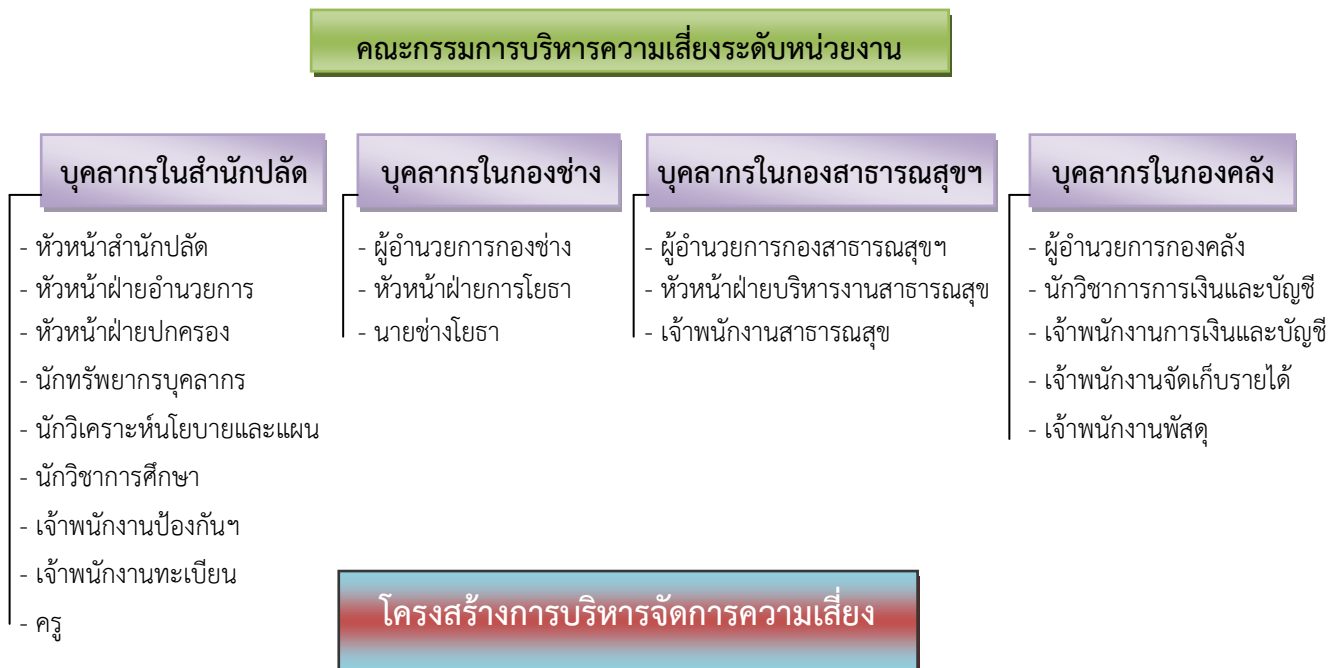 คณะกรรมการบริหารความเสี่ยงระดับหน่วยงาน
บุคลากรในสำนักปลัด
- หัวหน้าสำนักปลัด
- หัวหน้าฝ่ายอำนวยการ
- หัวหน้าฝ่ายปกครอง
- นักทรัพยากรบุคลากร
- นักวิเคราะห์นโยบายและแผน
- นักวิชาการศึกษา
- เจ้าพนักงานป้องกันฯ
- เจ้าพนักงานทะเบียน
- ครู
บุคลากรในกองช่าง
- ผู้อำนวยการกองช่าง
- หัวหน้าฝ่ายการโยธา
- นายช่างโยธา
บุคลากรในกองสาธารณสุขฯ
- ผู้อำนวยการกองสาธารณสุขฯ
- หัวหน้าฝ่ายบริหารงานสาธารณสุข
- เจ้าพนักงานสาธารณสุข
บุคลากรในกองคลัง
- ผู้อำนวยการกองคลัง
- นักวิชาการการเงินและบัญชี
- เจ้าพนักงานการเงินและบัญชี
- เจ้าพนักงานจัดเก็บรายได้
- เจ้าพนักงานพัสดุ
โครงสร้างการบริหารจัดการความเสี่ยง